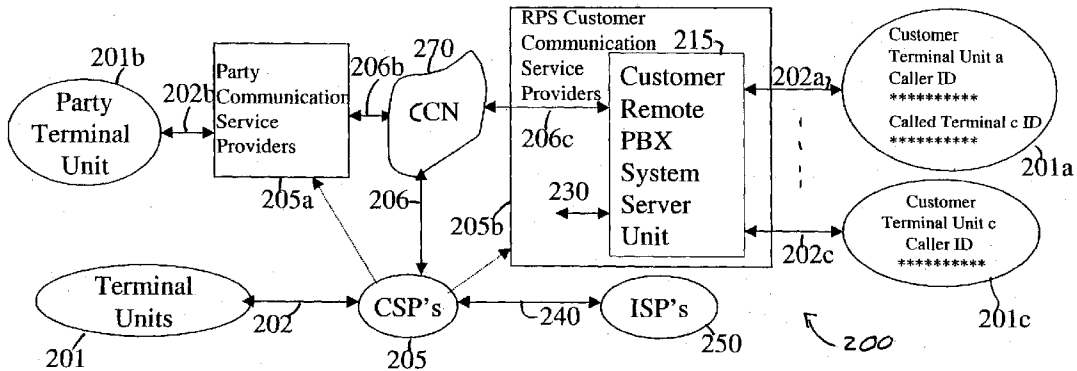 201b
Party
Terminal
Unit
202b
Party
Communication
Service
Providers
205a
206b
270
CCN
206
206c
RPS Customer
Communication
Service
Providers
205b
215
Customer
Remote
PBX
System
Server
Unit
230
202a
Customer
Terminal Unit a
Caller ID
**********
Called Terminal c ID
**********
201a
202c
Customer
Terminal Unit c
Caller ID
**********
201c
Terminal
Units
201
202
CSP's
205
240
ISP's
250
200